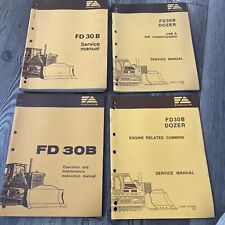 FD 30 B
Service
manual
FD30B
DOZER
CAB &
AIR CONDITIONING
SERVICE MANUAL
FD 30B
Operation and
maintenance
instruction manual
FD30B
DOZER
ENGINE RELATED CUMMINS
SERVICE MANUAL